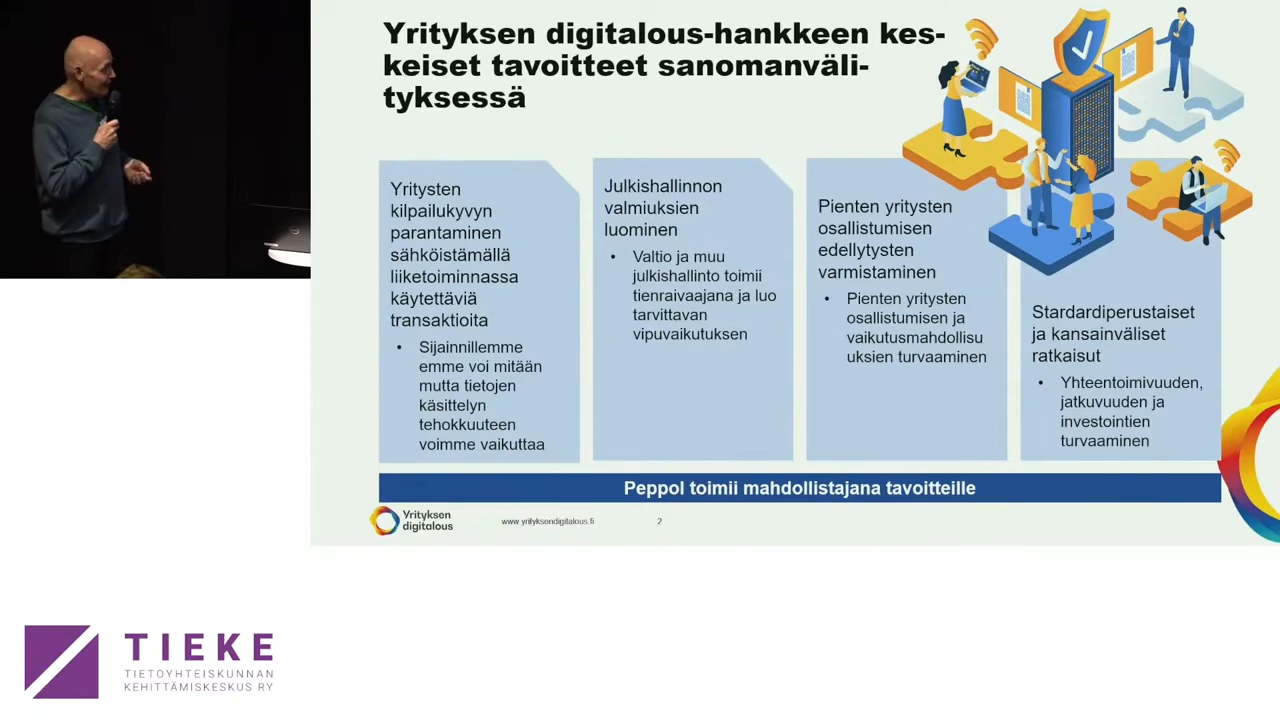 Yrityksen digitalous-hankkeen kes-
keiset tavoitteet sanomanväli-
tyksessä
Yritysten
kilpailukyvyn
parantaminen
sähköistämällä
liiketoiminnassa
käytettäviä
transaktioita
• Sijainnillemme
emme voi mitään
mutta tietojen
käsittelyn
tehokkuuteen
voimme vaikuttaa
Julkishallinnon
valmiuksien
luominen
• Valtio ja muu
julkishallinto toimii
tienraivaajana ja luo
tarvittavan
vipuvaikutuksen
Pienten yritysten
osallistumisen
edellytysten
varmistaminen
• Pienten yritysten
osallistumisen ja
vaikutusmahdollisu
uksien turvaaminen
Stardardiperustaiset
ja kansainväliset
ratkaisut
• Yhteentoimivuuden,
jatkuvuuden ja
investointien
turvaaminen
Peppol toimii mahdollistajana tavoitteille
Yrityksen
digitalous
www.yrityksendigitalous.fi
2
TIEKE
TIETOYHTEISKUNNAN
KEHITTÄMISKESKUS RY